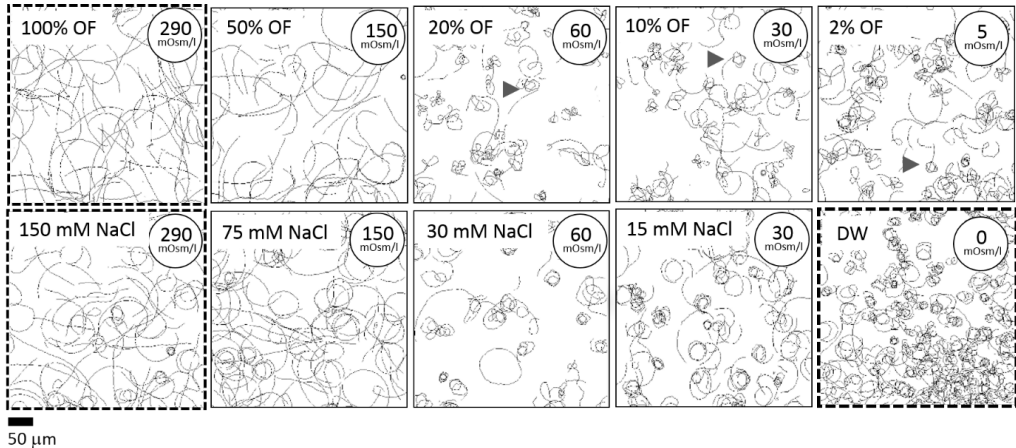 100% OF
290
mOsm/l
50% OF
150
mOsm/l
20% OF
60
mOsm/l
10% OF
30
mOsm/l
2% OF
5
mOsm/l
150 mM NaCl
290
mOsm/l
75 mM NaCl
150
mOsm/l
30 mM NaCl
60
mOsm/l
15 mM NaCl
30
mOsm/l
DW
0
mOsm/l
50 μm